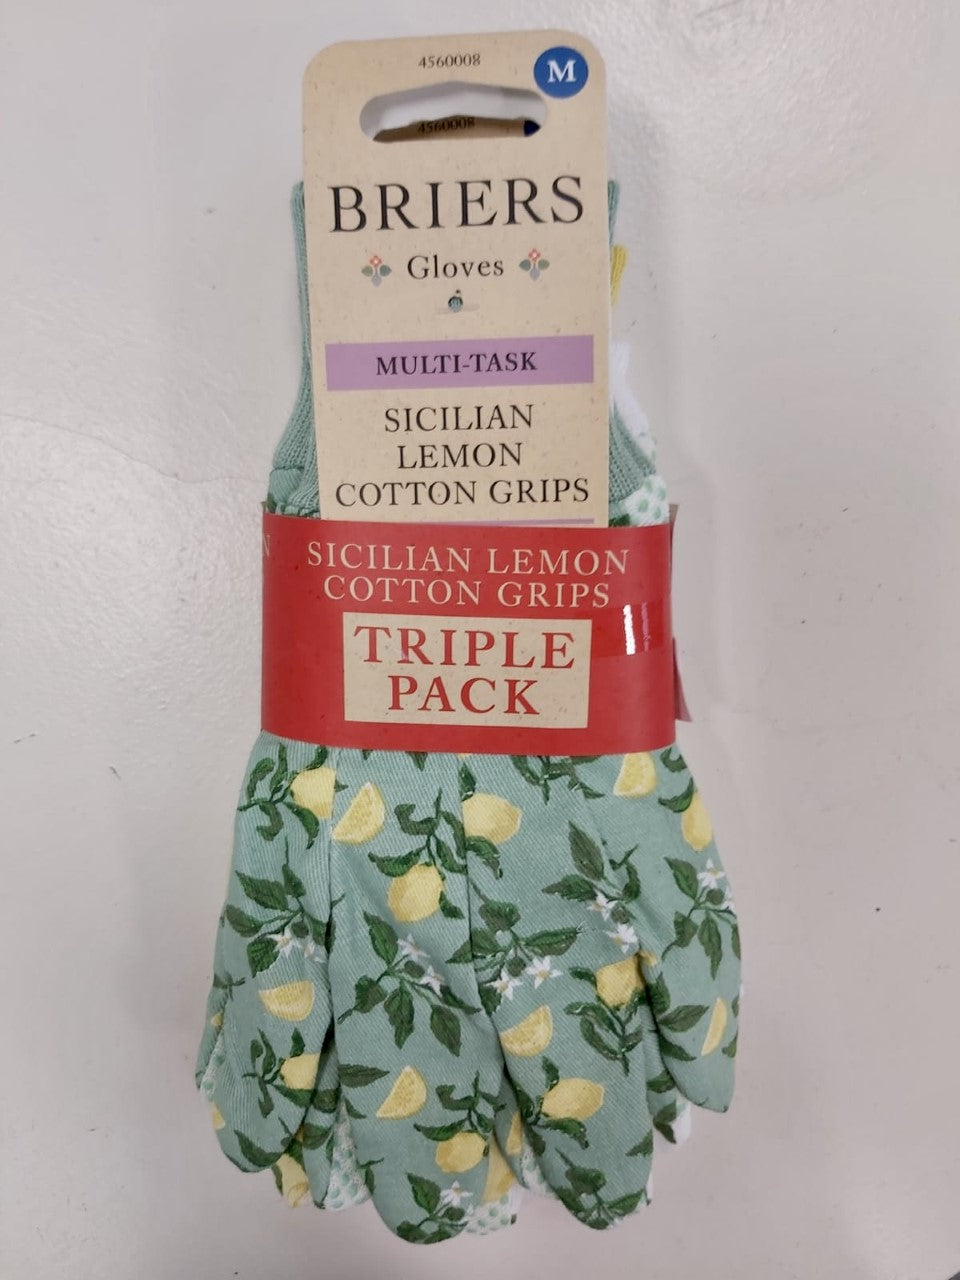 4560008
M
4560008
BRIERS
Gloves
MULTI-TASK
SICILIAN
LEMON
COTTON GRIPS
N
SICILIAN LEMON
COTTON GRIPS
TRIPLE
PACK